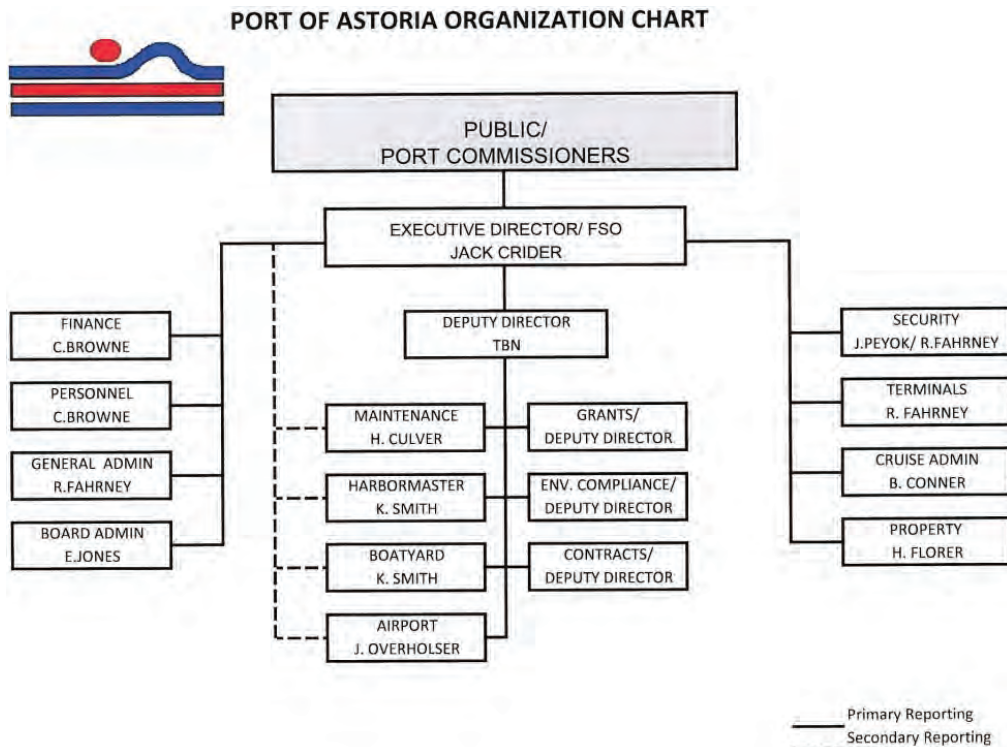 PORT OF ASTORIA ORGANIZATION CHART
PUBLIC/
PORT COMMISSIONERS
EXECUTIVE DIRECTOR/ FSO
JACK CRIDER
DEPUTY DIRECTOR
TBN
FINANCE
C.BROWNE
PERSONNEL
C.BROWNE
GENERAL ADMIN
R.FAHRNEY
BOARD ADMIN
E.JONES
MAINTENANCE
H. CULVER
HARBORMASTER
K. SMITH
BOATYARD
K. SMITH
AIRPORT
J. OVERHOLSER
GRANTS/
DEPUTY DIRECTOR
ENV. COMPLIANCE/
DEPUTY DIRECTOR
CONTRACTS/
DEPUTY DIRECTOR
SECURITY
J.PEYOK/ R.FAHRNEY
TERMINALS
R. FAHRNEY
CRUISE ADMIN
B. CONNER
PROPERTY
H. FLORER
Primary Reporting
Secondary Reporting